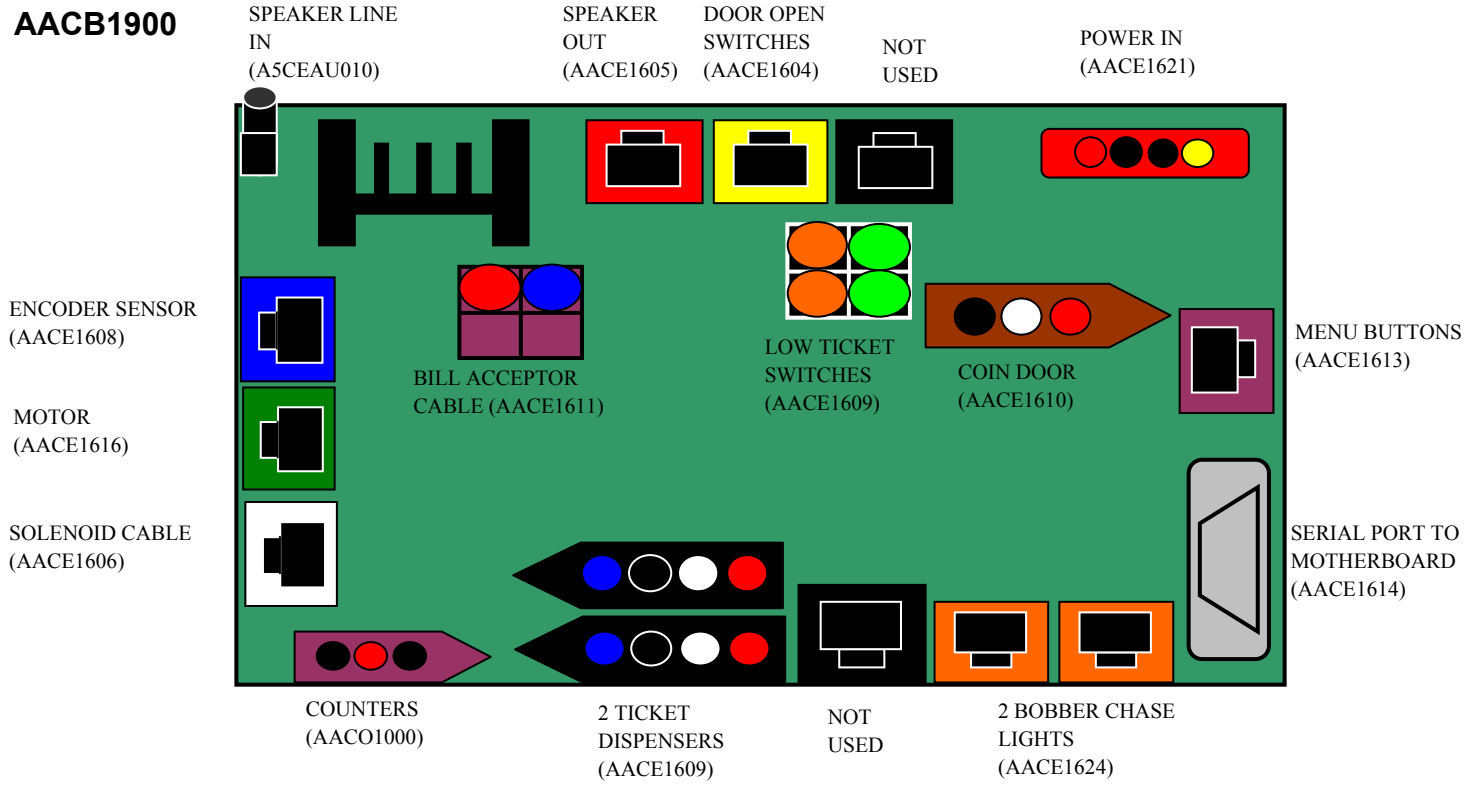 AACB1900
SPEAKER LINE
IN
(A5CEAU010)
SPEAKER
OUT
(AACE1605)
DOOR OPEN
SWITCHES
(AACE1604)
NOT
USED
POWER IN
(AACE1621)
ENCODER SENSOR
(AACE1608)
MOTOR
(AACE1616)
SOLENOID CABLE
(AACE1606)
BILL ACCEPTOR
CABLE (AACE1611)
LOW TICKET
SWITCHES
(AACE1609)
COIN DOOR
(AACE1610)
MENU BUTTONS
(AACE1613)
SERIAL PORT TO
MOTHERBOARD
(AACE1614)
COUNTERS
(AACO1000)
2 TICKET
DISPENSERS
(AACE1609)
NOT
USED
2 BOBBER CHASE
LIGHTS
(AACE1624)